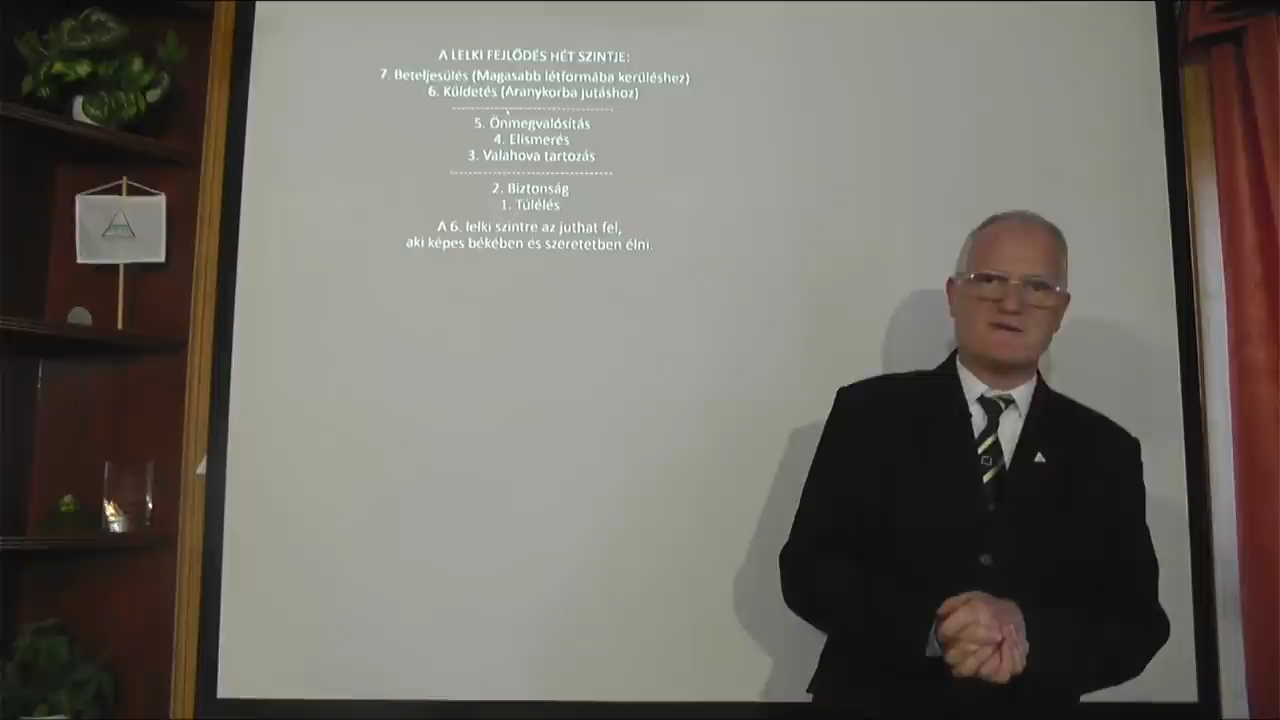 A LELKI FEJLŐDÉS HÉT SZINTJE:
7. Beteljesülés (Magasabb létformába kerüléshez)
6. Küldetés (Aranykorba jutáshoz)
5. Önmegvalósítás
4. Elismerés
3. Valahova tartozás
2. Biztonság
1. Túlélés
A 6. lelki szintre az juthat fel,
aki képes békében és szeretetben élni.